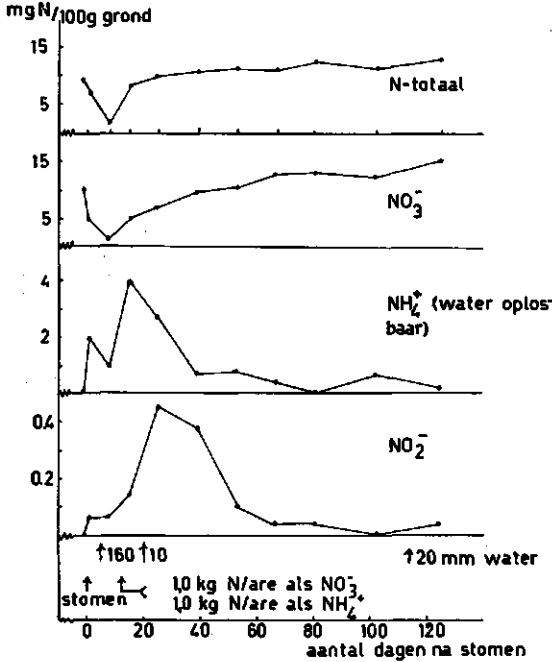 mg N/100g grond
15
5
N-totaal
15
5
NO₃⁻
4
2
NH₄⁺ (water oplos-
baar)
0.4
0.2
NO₂⁻
↑160 ↑10 ↑20 mm water
↑ ↑ 1,0 kg N/are als NO₃⁻
stomen 1,0 kg N/are als NH₄⁺
0 20 40 60 80 100 120
aantal dagen na stomen